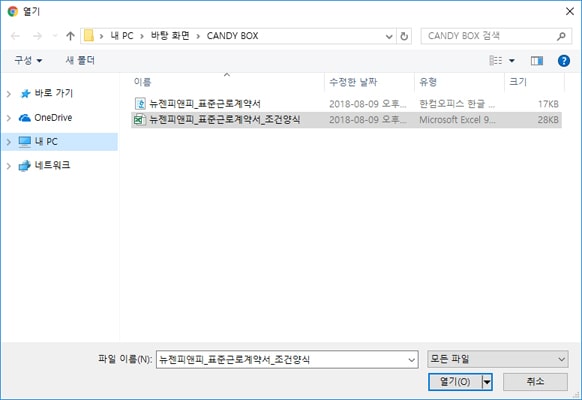 열기
내 PC > 바탕 화면 > CANDY BOX
CANDY BOX 검색
구성 새 폴더
이름 수정한 날짜 유형 크기
바로 가기
OneDrive
내 PC
네트워크
뉴젠피앤피_표준근로계약서 2018-08-09 오후... 한컴오피스 한글 ... 17KB
뉴젠피앤피_표준근로계약서_조건양식 2018-08-09 오후... Microsoft Excel 9... 28KB
파일 이름(N): 뉴젠피앤피_표준근로계약서_조건양식 모든 파일
열기(O) 취소